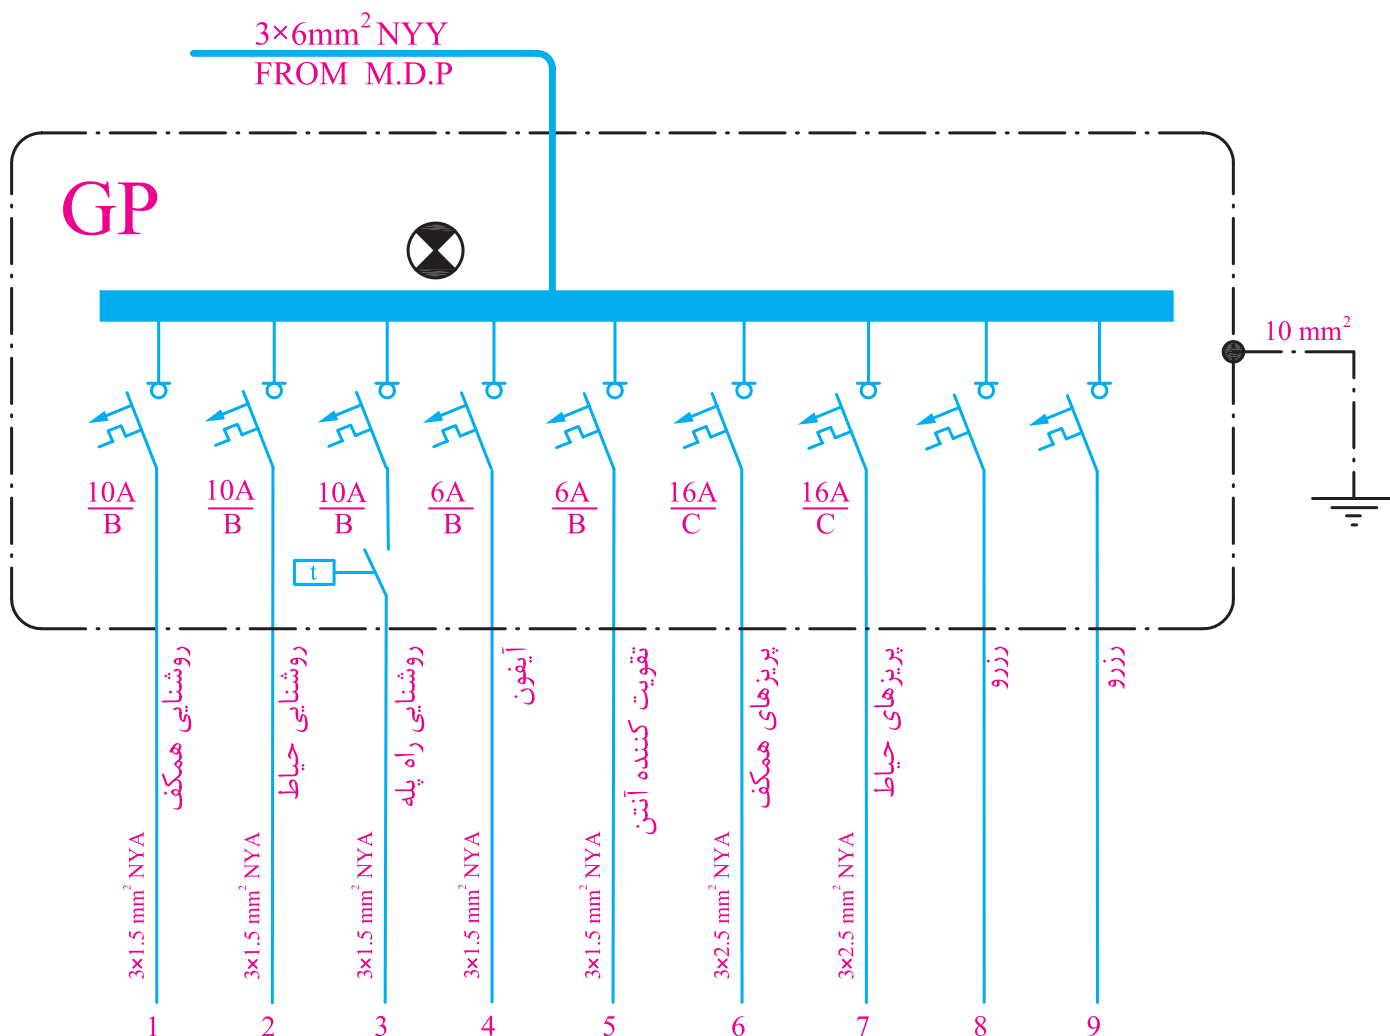 3×6mm² NYY
FROM M.D.P
GP
10 mm²
10A
B
10A
B
10A
B
6A
B
6A
B
16A
C
16A
C
t
روشنایی همکف
روشنایی حیاط
روشنایی راه پله
آیفون
تقویت کننده آنتن
پریزهای همکف
پریزهای حیاط
رزرو
رزرو
3×1.5 mm² NYA
3×1.5 mm² NYA
3×1.5 mm² NYA
3×1.5 mm² NYA
3×1.5 mm² NYA
3×2.5 mm² NYA
3×2.5 mm² NYA
1 2 3 4 5 6 7 8 9